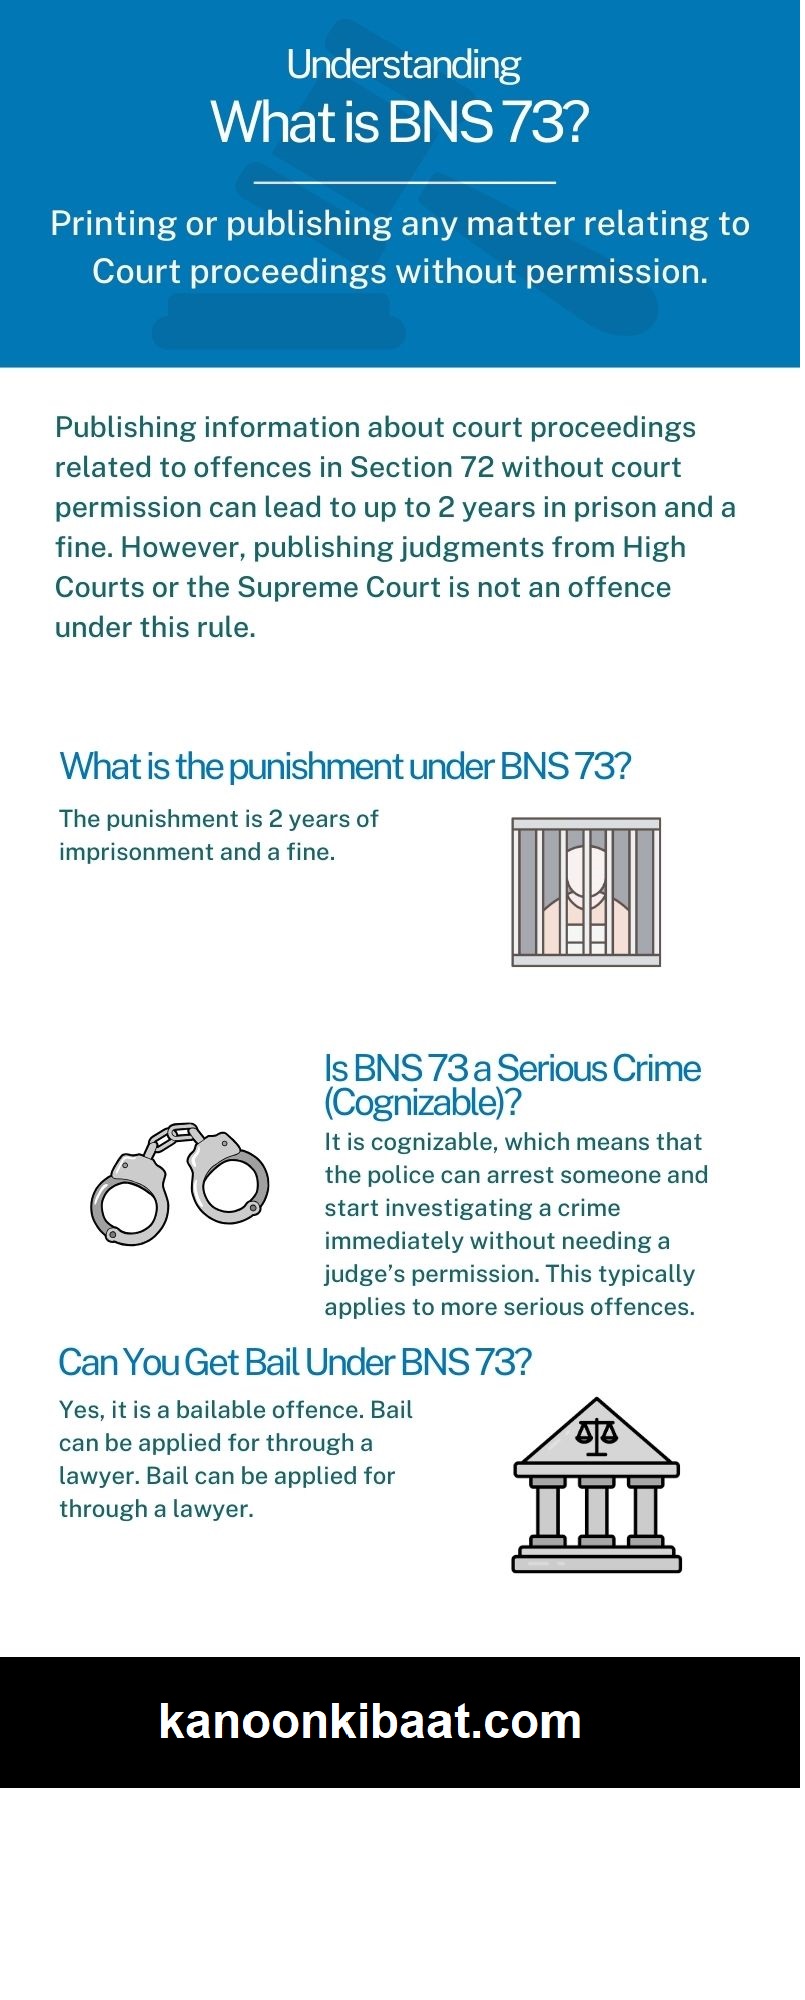 Understanding
What is BNS 73?
Printing or publishing any matter relating to
Court proceedings without permission.
Publishing information about court proceedings
related to offences in Section 72 without court
permission can lead to up to 2 years in prison and a
fine. However, publishing judgments from High
Courts or the Supreme Court is not an offence
under this rule.
What is the punishment under BNS 73?
The punishment is 2 years of
imprisonment and a fine.
Is BNS 73 a Serious Crime
(Cognizable)?
It is cognizable, which means that
the police can arrest someone and
start investigating a crime
immediately without needing a
judge’s permission. This typically
applies to more serious offences.
Can You Get Bail Under BNS 73?
Yes, it is a bailable offence. Bail
can be applied for through a
lawyer. Bail can be applied for
through a lawyer.
kanoonkibaat.com